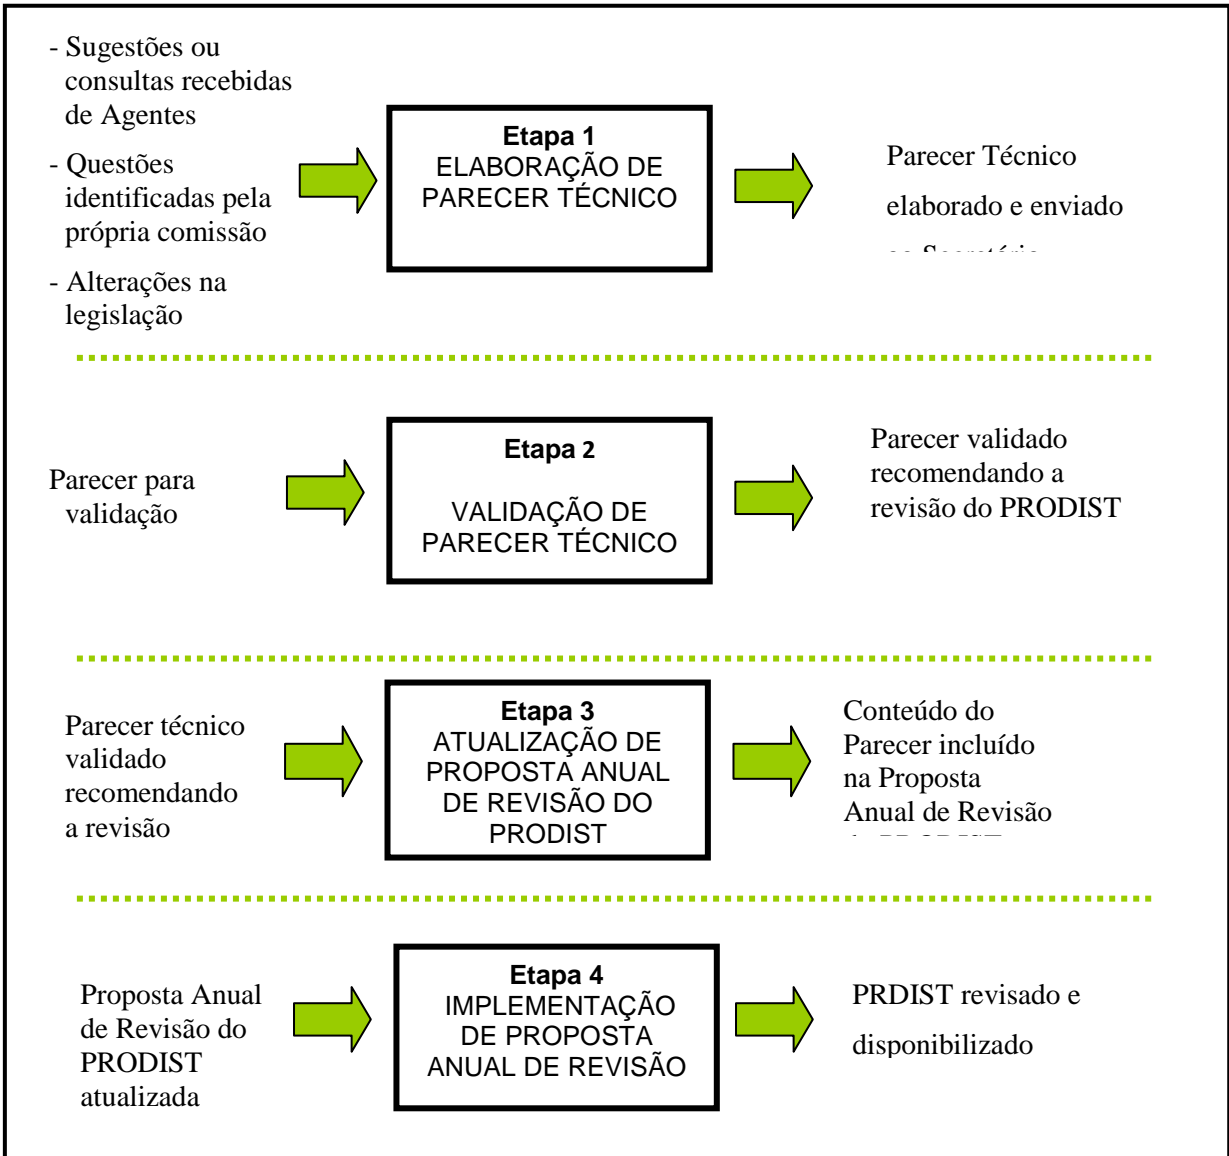 - Sugestões ou
consultas recebidas
de Agentes
- Questões
identificadas pela
própria comissão
- Alterações na
legislação
Etapa 1
ELABORAÇÃO DE
PARECER TÉCNICO
Parecer Técnico
elaborado e enviado
Parecer para
validação
Etapa 2
VALIDAÇÃO DE
PARECER TÉCNICO
Parecer validado
recomendando a
revisão do PRODIST
Parecer técnico
validado
recomendando
a revisão
Etapa 3
ATUALIZAÇÃO DE
PROPOSTA ANUAL
DE REVISÃO DO
PRODIST
Conteúdo do
Parecer incluído
na Proposta
Anual de Revisão
Proposta Anual
de Revisão do
PRODIST
atualizada
Etapa 4
IMPLEMENTAÇÃO
DE PROPOSTA
ANUAL DE REVISÃO
PRDIST revisado e
disponibilizado